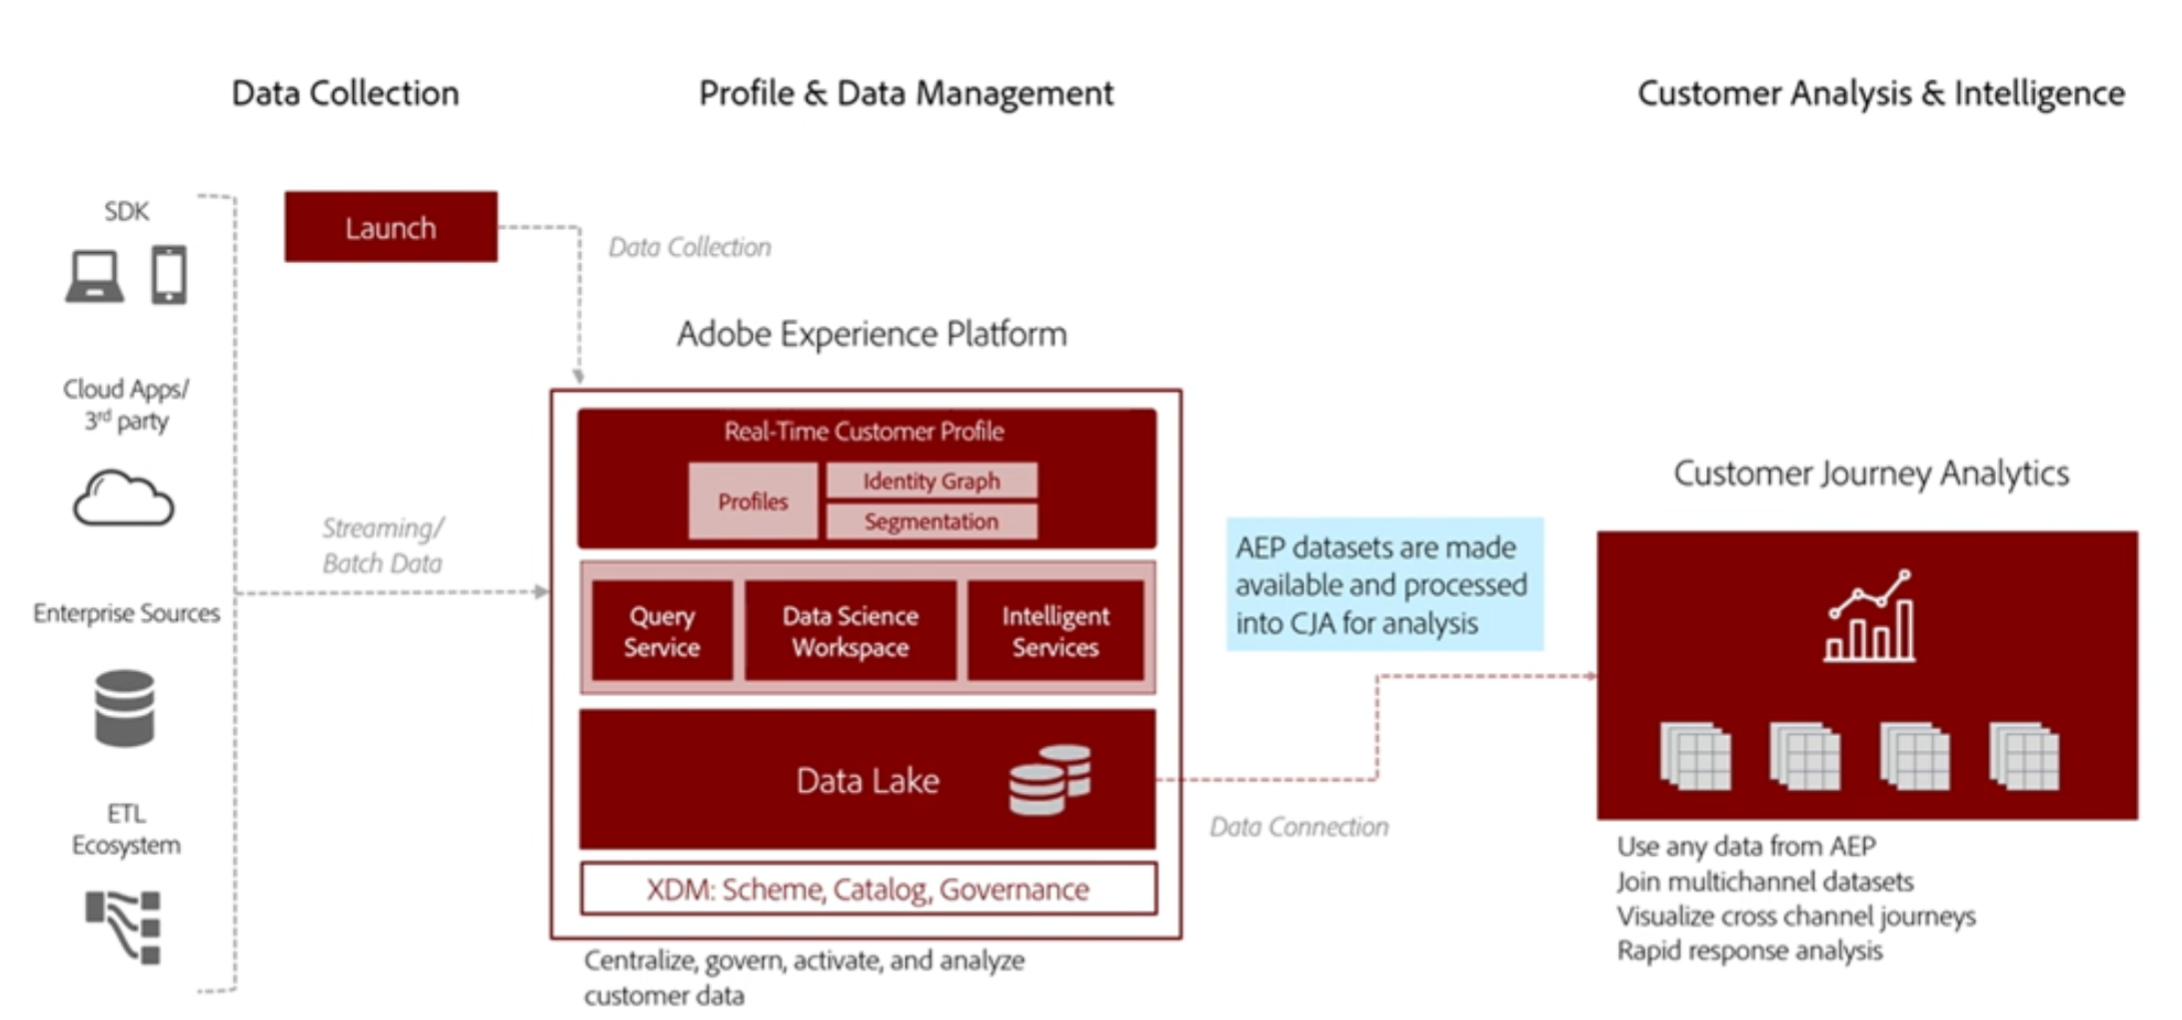 Data Collection
Profile & Data Management
Customer Analysis & Intelligence
SDK
Launch
Data Collection
Cloud Apps/
3rd party
Enterprise Sources
ETL
Ecosystem
Streaming/
Batch Data
Adobe Experience Platform
Real-Time Customer Profile
Profiles
Identity Graph
Segmentation
Query
Service
Data Science
Workspace
Intelligent
Services
Data Lake
XDM: Scheme, Catalog, Governance
Centralize, govern, activate, and analyze
customer data
AEP datasets are made
available and processed
into CJA for analysis
Data Connection
Customer Journey Analytics
Use any data from AEP
Join multichannel datasets
Visualize cross channel journeys
Rapid response analysis